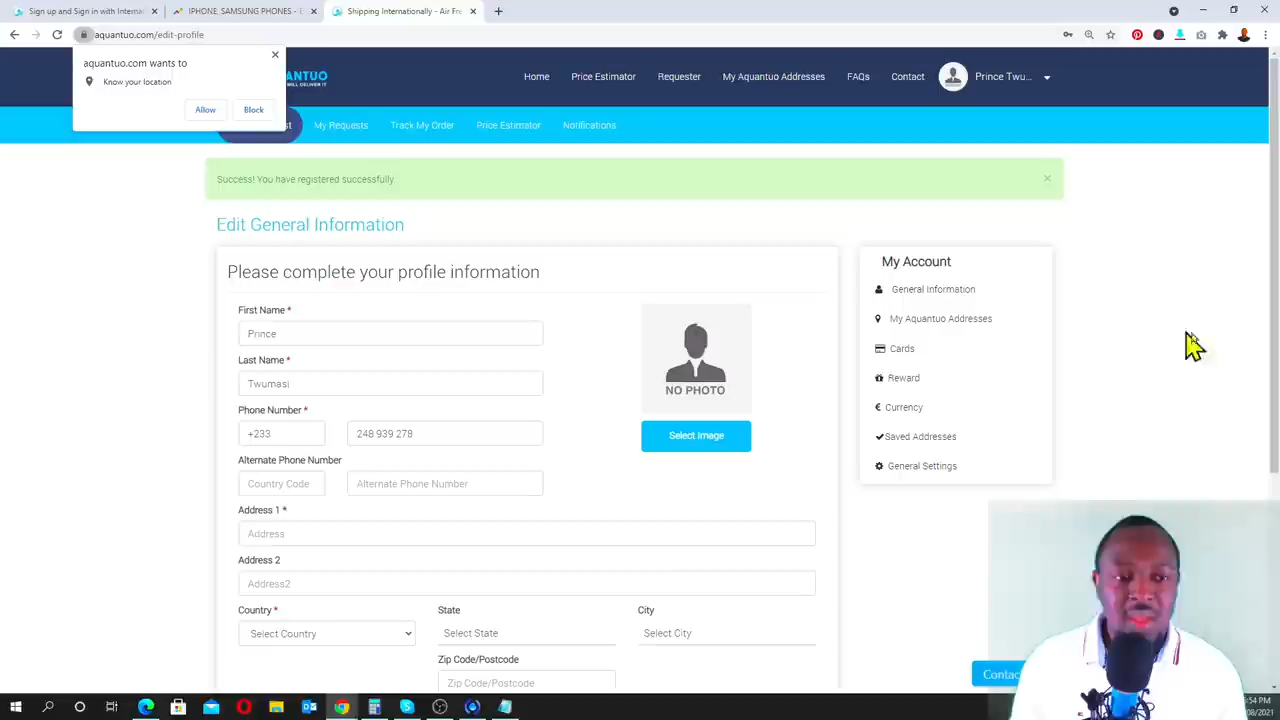 Sign up and Sign in with Internat
IPHONE, SAMSUNG PHONES - E
Shipping Internationally - Air Fre
aquantuo.com/edit-profile
aquantuo.com wants to
Know your location
Allow
Block
Home
Price Estimator
Requester
My Aquantuo Addresses
FAQs
Contact
Prince Twu...
My Requests
Track My Order
Price Estimator
Notifications
Success! You have registered successfully.
Edit General Information
Please complete your profile information
First Name *
Prince
Last Name *
Twumasi
Phone Number *
+233
248 939 278
Alternate Phone Number
Country Code
Alternate Phone Number
Address 1 *
Address
Address 2
Address2
Country *
State
City
Select Country
Select State
Select City
Zip Code/Postcode
Zip Code/Postcode
NO PHOTO
Select Image
My Account
General Information
My Aquantuo Addresses
Cards
Reward
€ Currency
Saved Addresses
General Settings